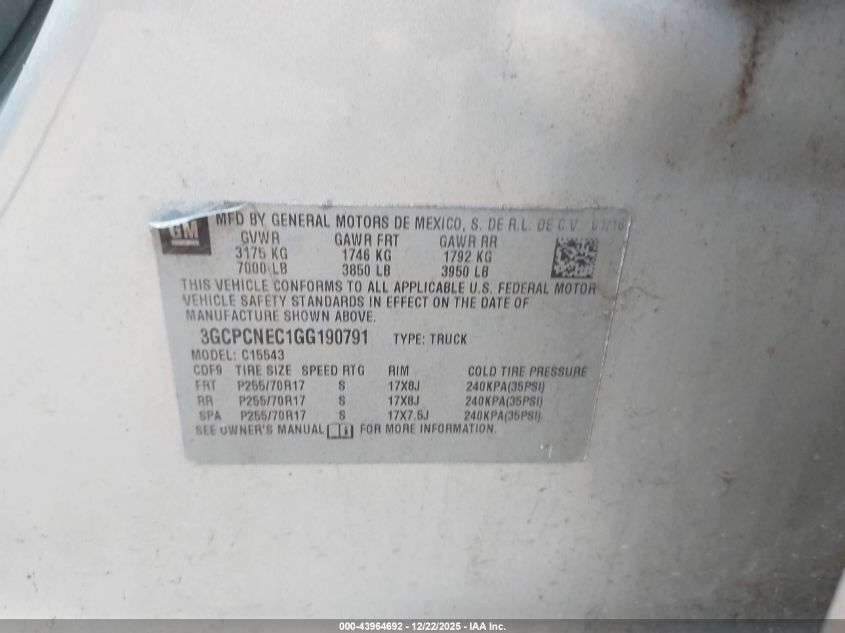 GM
MFD BY GENERAL MOTORS DE MEXICO, S. DE R.L. DE C.V. 01/16
GVWR GAWR FRT GAWR RR
3175 KG 1746 KG 1792 KG
7000 LB 3850 LB 3950 LB
THIS VEHICLE CONFORMS TO ALL APPLICABLE U.S. FEDERAL MOTOR
VEHICLE SAFETY STANDARDS IN EFFECT ON THE DATE OF
MANUFACTURE SHOWN ABOVE.
3GCPCNEC1GG190791 TYPE: TRUCK
MODEL: C15543
CDF9 TIRE SIZE SPEED RTG RIM COLD TIRE PRESSURE
FRT P255/70R17 S 17X8J 240KPA(35PSI)
RR P255/70R17 S 17X8J 240KPA(35PSI)
SPA P255/70R17 S 17X7.5J 240KPA(35PSI)
SEE OWNER'S MANUAL FOR MORE INFORMATION.
000-43964692 - 12/22/2025 - IAA Inc.